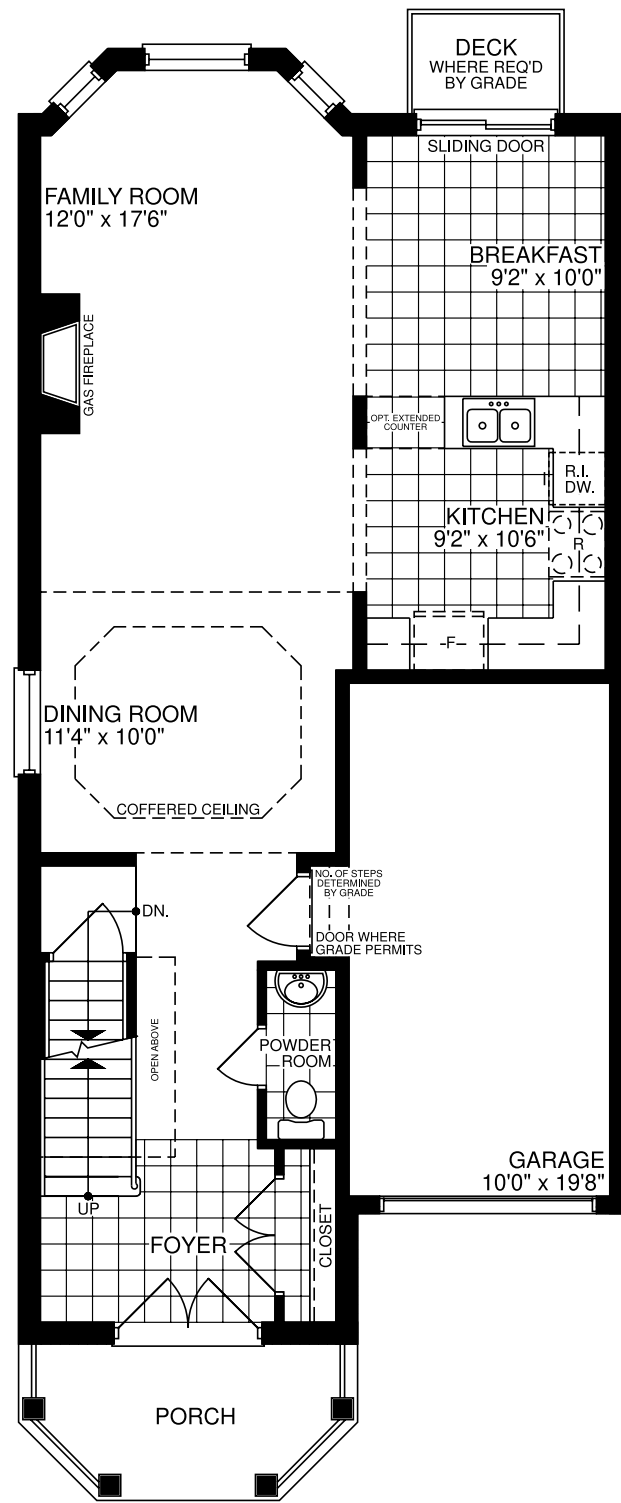 DECK
WHERE REQ'D
BY GRADE
SLIDING DOOR
FAMILY ROOM
12'0" x 17'6"
BREAKFAST
9'2" x 10'0"
GAS FIREPLACE
OPT. EXTENDED
COUNTER
R.I.
DW.
KITCHEN
9'2" x 10'6"
R
F
DINING ROOM
11'4" x 10'0"
COFFERED CEILING
NO. OF STEPS
DETERMINED
BY GRADE
DN.
DOOR WHERE
GRADE PERMITS
OPEN ABOVE
POWDER
ROOM
GARAGE
10'0" x 19'8"
UP
FOYER
CLOSET
PORCH